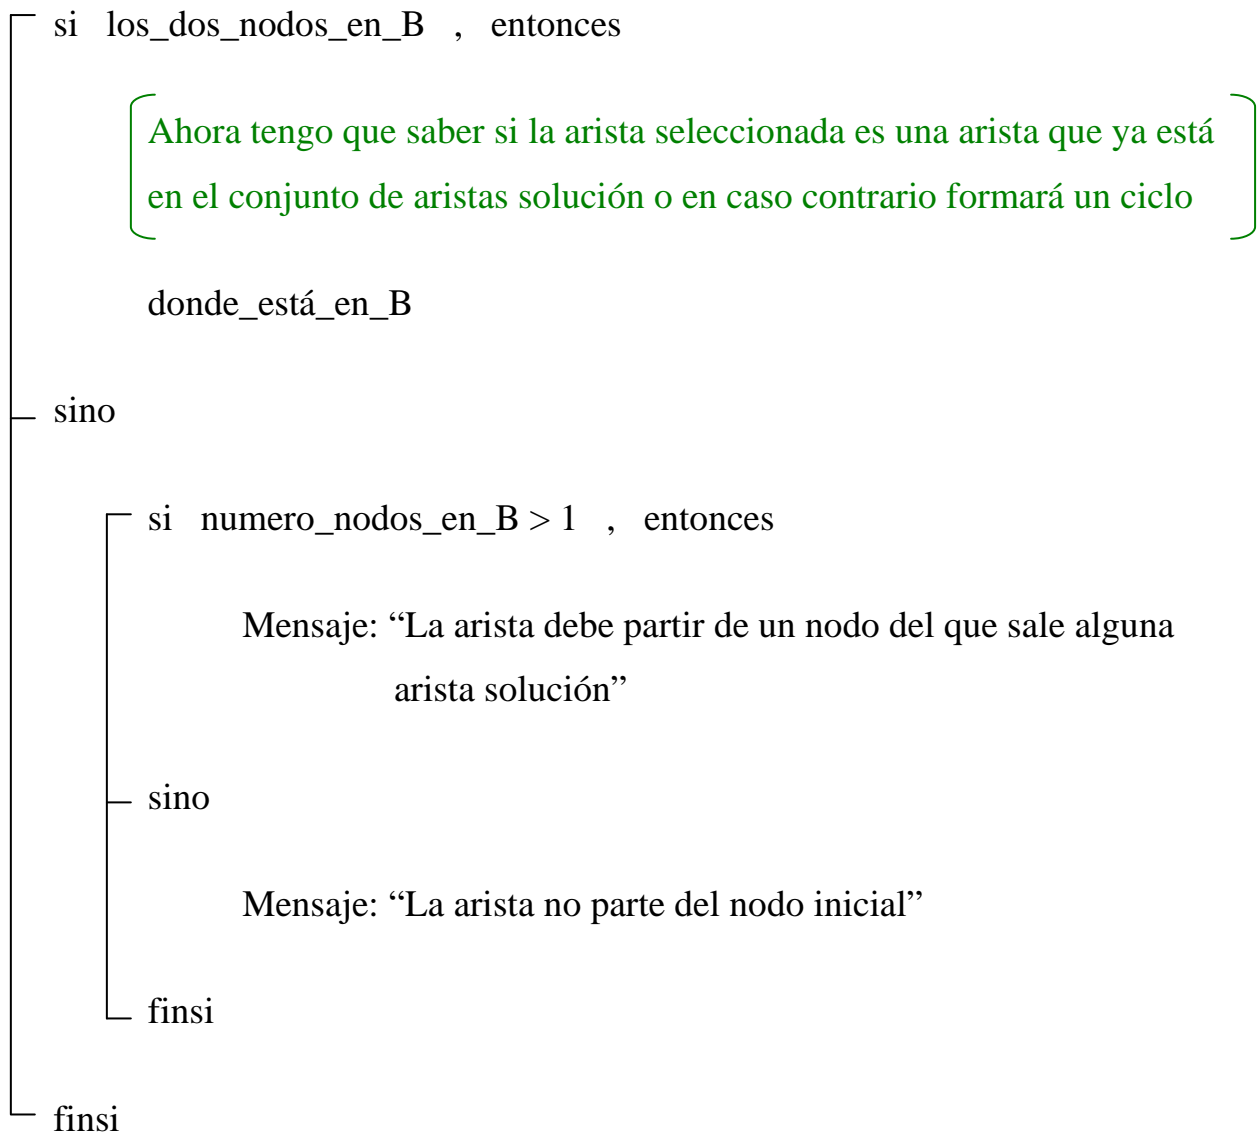 si los_dos_nodos_en_B , entonces
Ahora tengo que saber si la arista seleccionada es una arista que ya está
en el conjunto de aristas solución o en caso contrario formará un ciclo
donde_está_en_B
sino
si numero_nodos_en_B > 1 , entonces
Mensaje: “La arista debe partir de un nodo del que sale alguna
arista solución”
sino
Mensaje: “La arista no parte del nodo inicial”
finsi
finsi